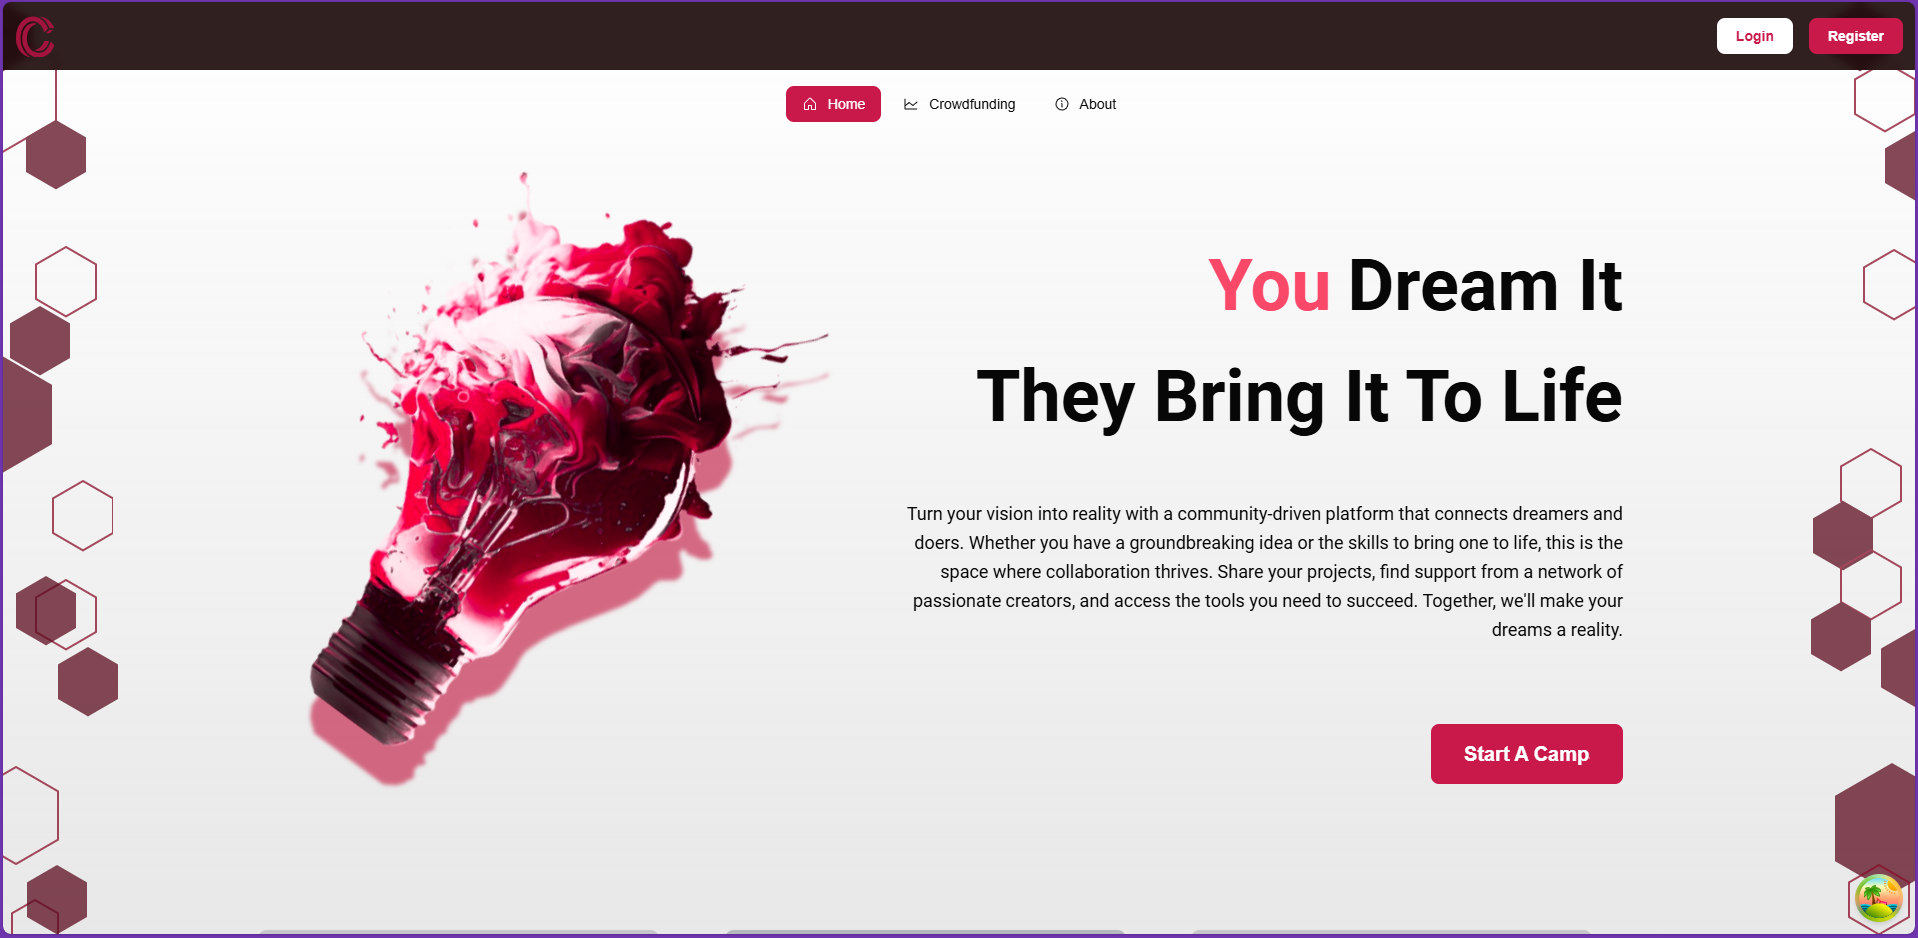 Login
Register
Home
Crowdfunding
About
You Dream It
They Bring It To Life
Turn your vision into reality with a community-driven platform that connects dreamers and
doers. Whether you have a groundbreaking idea or the skills to bring one to life, this is the
space where collaboration thrives. Share your projects, find support from a network of
passionate creators, and access the tools you need to succeed. Together, we'll make your
dreams a reality.
Start A Camp